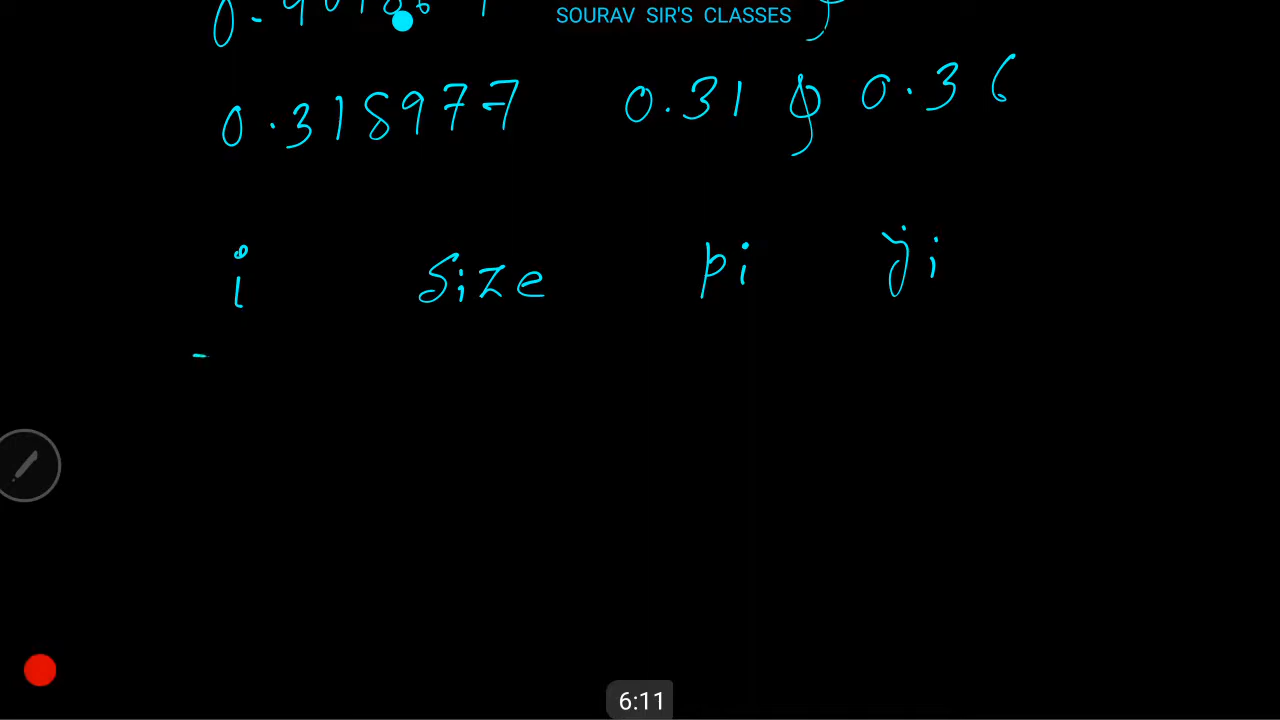 SOURAV SIR'S CLASSES
0.318977 0.31 & 0.36
i size pi ji
6:11